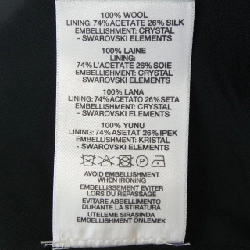 100% WOOL
LINING: 74% ACETATE 26% SILK
EMBELLISHMENT: CRYSTAL
- SWAROVSKI ELEMENTS
100% LAINE
LINING:
74% L'ACETATE 26% SOIE
EMBELLISHMENT: CRYSTAL
- SWAROVSKI ELEMENTS
100% LANA
LINING: 74% ACETATO 26% SETA
EMBELLISHMENT: CRYSTAL
- SWAROVSKI ELEMENTS
100% YUNU
LINING: 74% ASETAT 26% IPEK
EMBELLISHMENT: KRISTAL
- SWAROVSKI ELEMENTS
AVOID EMBELLISHMENT
WHEN IRONING
EMBELLISSEMENT EVITER
LORS DU REPASSAGE
EVITARE ABBELLIMENTO
DURANTE LA STIRATURA
UTELEME SIRASINDA
EMBELLISHMENT ONLEMEK